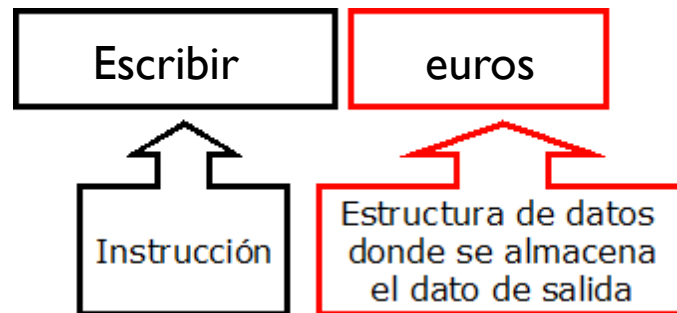 Escribir euros
Instrucción
Estructura de datos
donde se almacena
el dato de salida